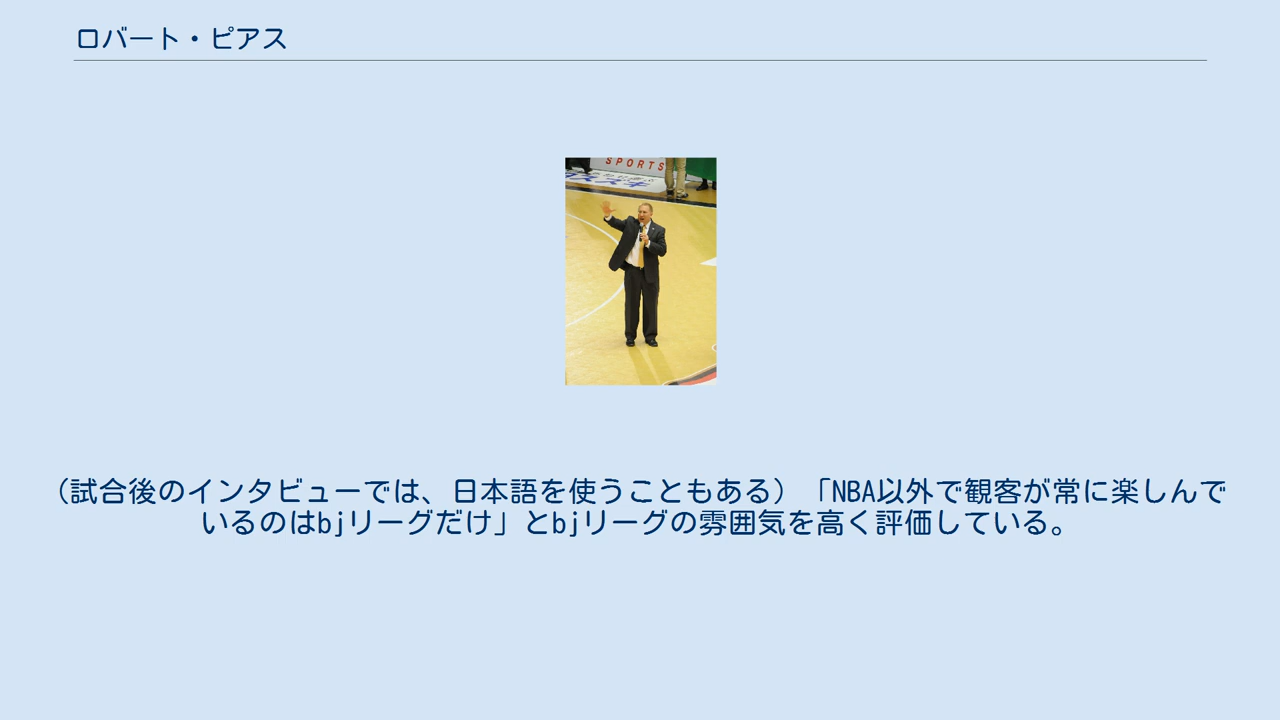 ロバート・ピアス
SPORTS
(試合後のインタビューでは、日本語を使うこともある)「NBA以外で観客が常に楽しんで
いるのはbjリーグだけ」とbjリーグの雰囲気を高く評価している。